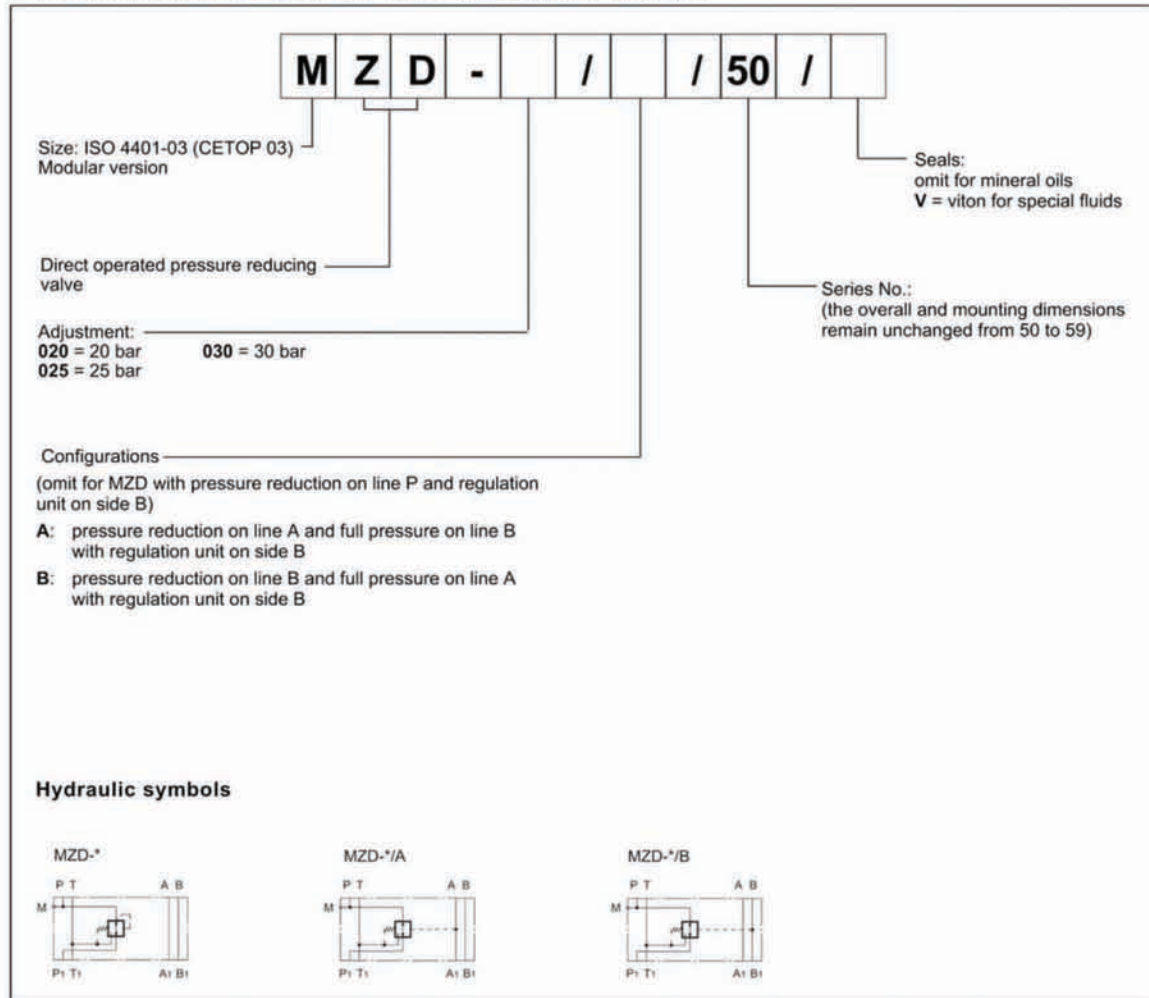 M Z D - / / 50 /
Size: ISO 4401-03 (CETOP 03)
Modular version
Seals:
omit for mineral oils
V = viton for special fluids
Direct operated pressure reducing
valve
Series No.:
(the overall and mounting dimensions
remain unchanged from 50 to 59)
Adjustment:
020 = 20 bar 030 = 30 bar
025 = 25 bar
Configurations
(omit for MZD with pressure reduction on line P and regulation
unit on side B)
A: pressure reduction on line A and full pressure on line B
with regulation unit on side B
B: pressure reduction on line B and full pressure on line A
with regulation unit on side B
Hydraulic symbols
MZD-* MZD-*/A MZD-*/B
P T A B P T A B P T A B
M M M
P1 T1 A1 B1 P1 T1 A1 B1 P1 T1 A1 B1